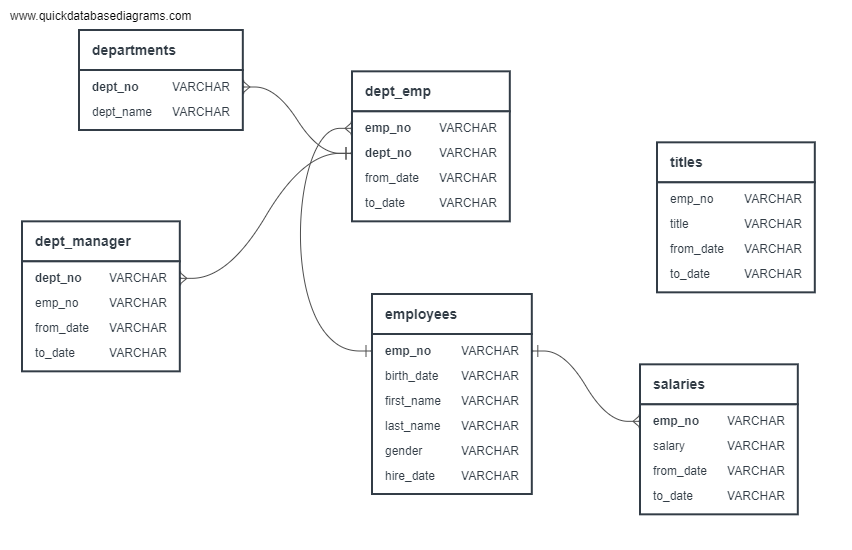 www.quickdatabasediagrams.com
departments
dept_no VARCHAR
dept_name VARCHAR
dept_emp
emp_no VARCHAR
dept_no VARCHAR
from_date VARCHAR
to_date VARCHAR
titles
emp_no VARCHAR
title VARCHAR
from_date VARCHAR
to_date VARCHAR
dept_manager
dept_no VARCHAR
emp_no VARCHAR
from_date VARCHAR
to_date VARCHAR
employees
emp_no VARCHAR
birth_date VARCHAR
first_name VARCHAR
last_name VARCHAR
gender VARCHAR
hire_date VARCHAR
salaries
emp_no VARCHAR
salary VARCHAR
from_date VARCHAR
to_date VARCHAR